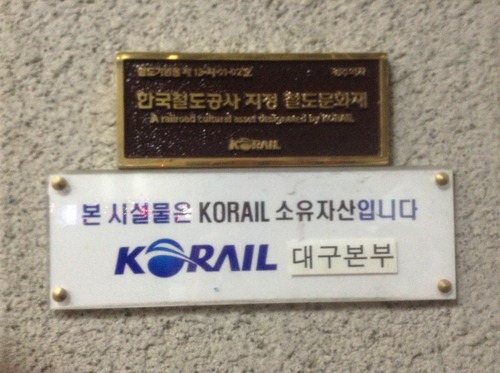 한국철도공사 지정 철도문화재
A railroad cultural asset designated by KORAIL
KORAIL
본 시설물은 KORAIL 소유자산입니다
KORAIL 대구본부